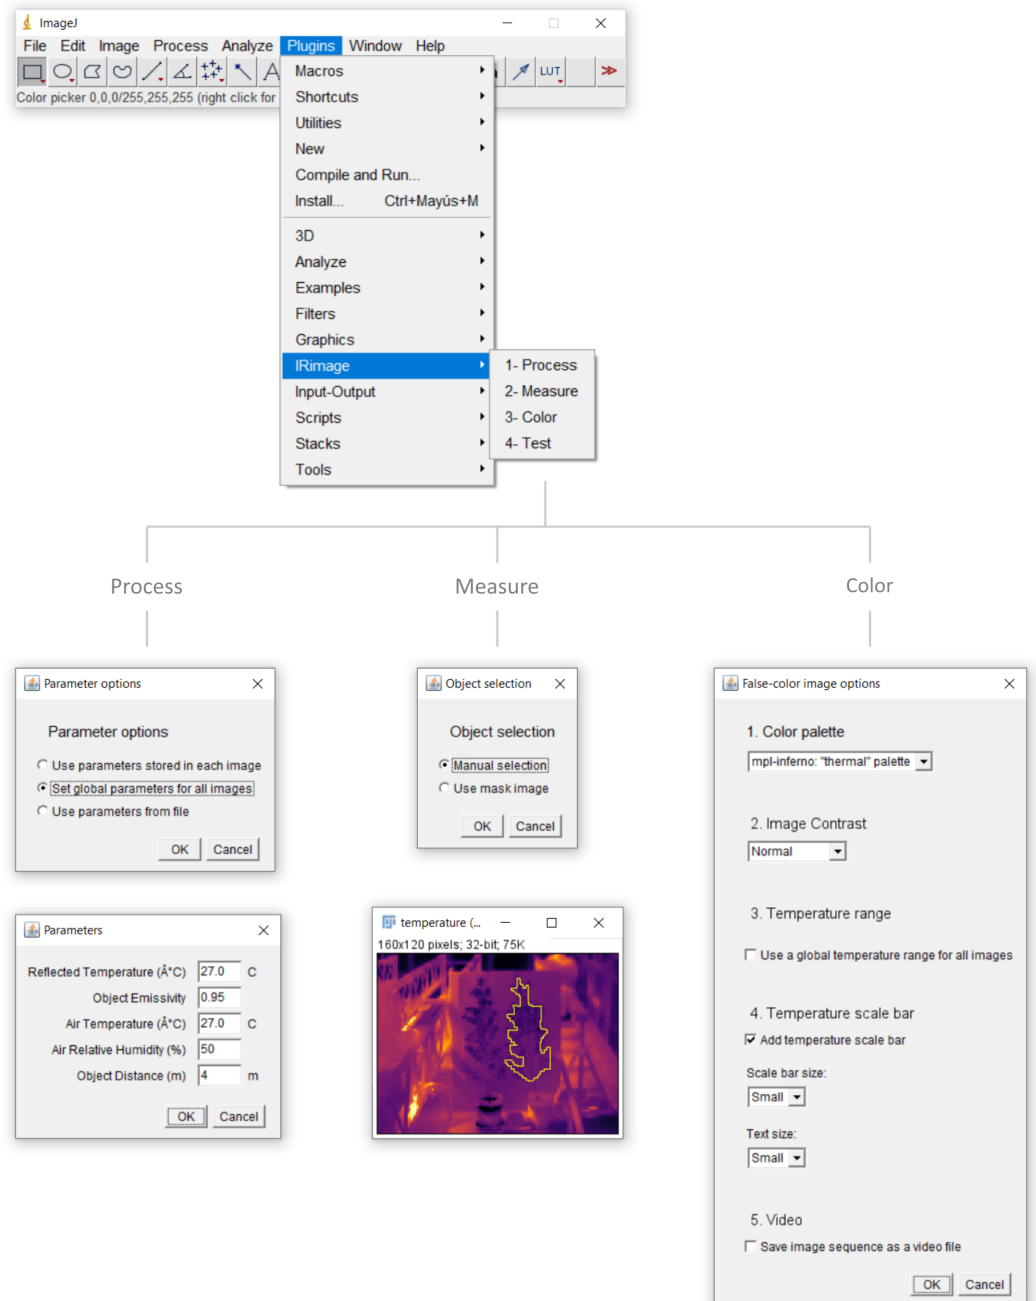 ImageJ
File Edit Image Process Analyze Plugins Window Help
A LUT
Color picker 0,0,0/255,255,255 (right click for
Macros
Shortcuts
Utilities
New
Compile and Run...
Install... Ctrl+Mayús+M
3D
Analyze
Examples
Filters
Graphics
IRimage
Input-Output
Scripts
Stacks
Tools
1- Process
2- Measure
3- Color
4- Test
Process
Measure
Color
Parameter options
Parameter options
Use parameters stored in each image
Set global parameters for all images
Use parameters from file
OK Cancel
Parameters
Reflected Temperature (Â°C) 27.0 C
Object Emissivity 0.95
Air Temperature (Â°C) 27.0 C
Air Relative Humidity (%) 50
Object Distance (m) 4 m
OK Cancel
Object selection
Object selection
Manual selection
Use mask image
OK Cancel
temperature (...
160x120 pixels; 32-bit; 75K
False-color image options
1. Color palette
mpl-inferno: "thermal" palette
2. Image Contrast
Normal
3. Temperature range
Use a global temperature range for all images
4. Temperature scale bar
Add temperature scale bar
Scale bar size:
Small
Text size:
Small
5. Video
Save image sequence as a video file
OK Cancel